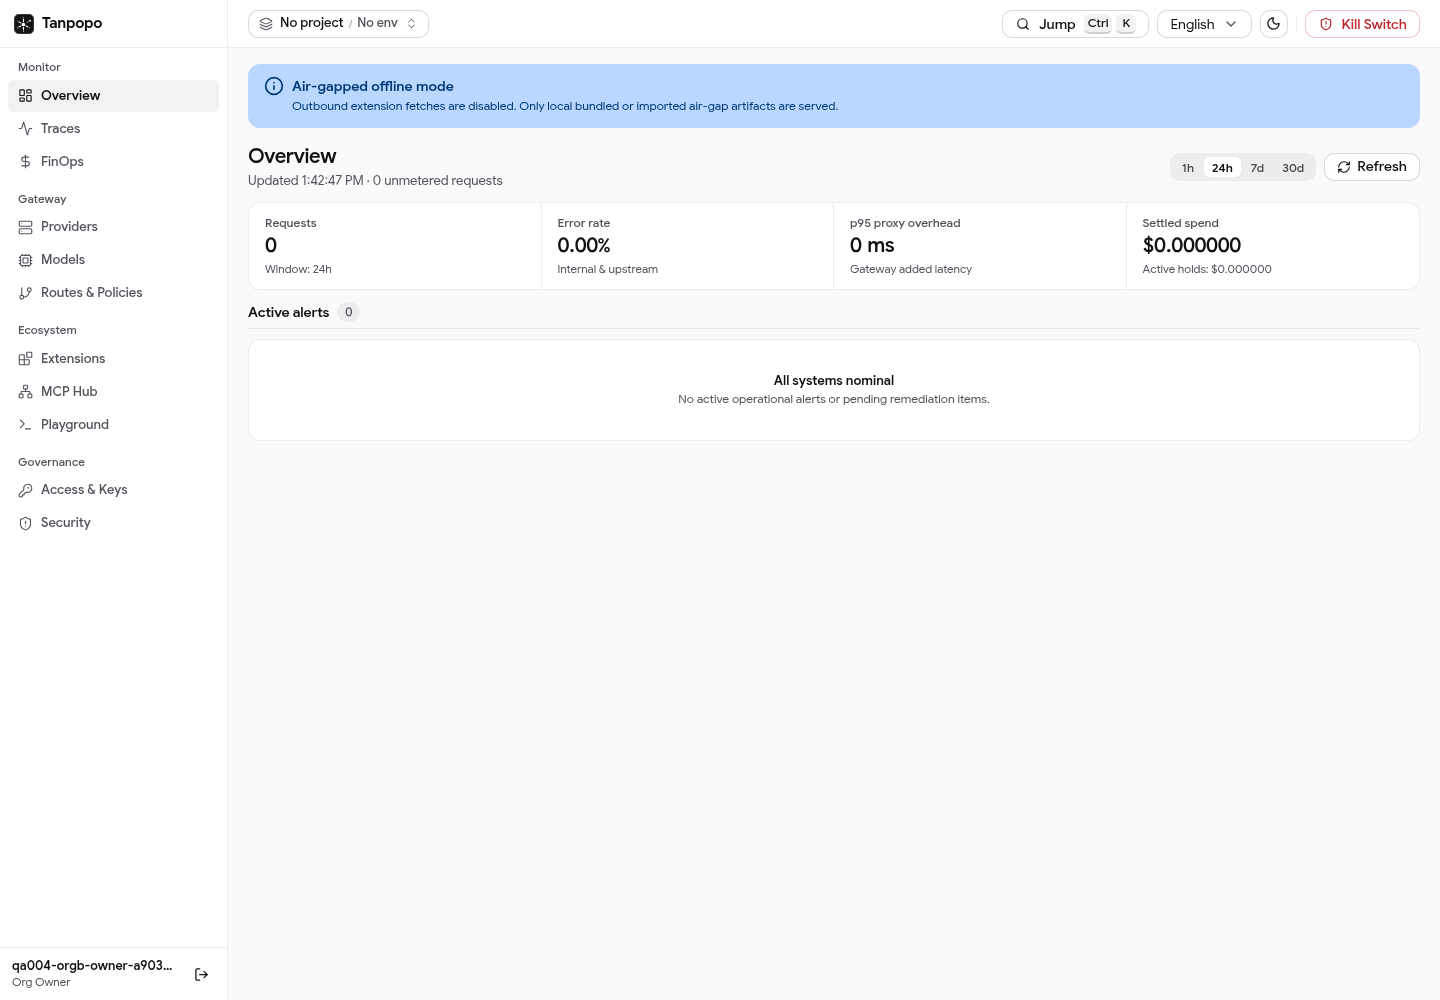 Tanpopo
No project / No env
Jump Ctrl K
English
Kill Switch
Monitor
Overview
Traces
FinOps
Gateway
Providers
Models
Routes & Policies
Ecosystem
Extensions
MCP Hub
Playground
Governance
Access & Keys
Security
qa004-orgb-owner-a903...
Org Owner
Air-gapped offline mode
Outbound extension fetches are disabled. Only local bundled or imported air-gap artifacts are served.
Overview
Updated 1:42:47 PM · 0 unmetered requests
1h 24h 7d 30d
Refresh
Requests
0
Window: 24h
Error rate
0.00%
Internal & upstream
p95 proxy overhead
0 ms
Gateway added latency
Settled spend
$0.000000
Active holds: $0.000000
Active alerts 0
All systems nominal
No active operational alerts or pending remediation items.